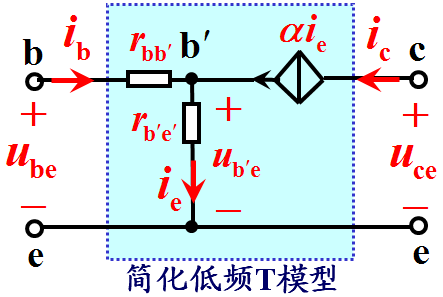 i_b r_bb′ b′ αi_e i_c
b c
+ r_b′e′ + +
u_be i_e u_b′e u_ce
− − −
e e
简化低频T模型